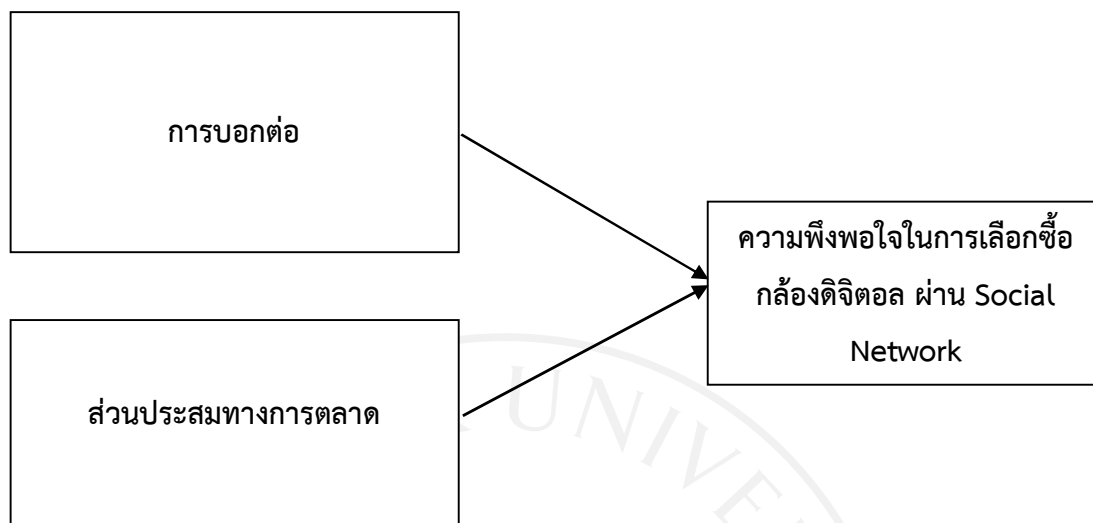 การบอกต่อ
ความพึงพอใจในการเลือกซื้อ
กล้องดิจิตอล ผ่าน Social
Network
ส่วนประสมทางการตลาด
UNIVE